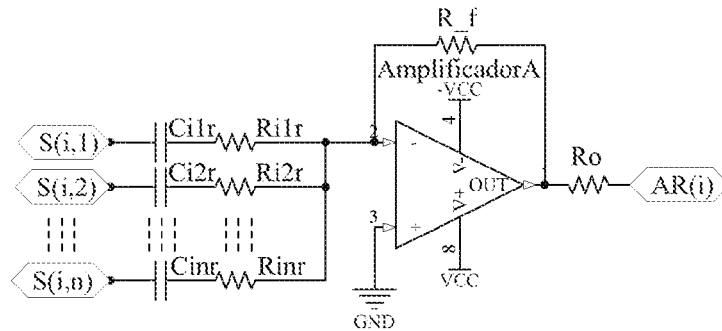 R_f
AmplificadorA
-VCC
4
S(i,1) Ci1r Ri1r 2 -
V-
Ro
S(i,2) Ci2r Ri2r OUT AR(i)
V+
3 +
8
S(i,n) Cinr Rinr VCC
GND